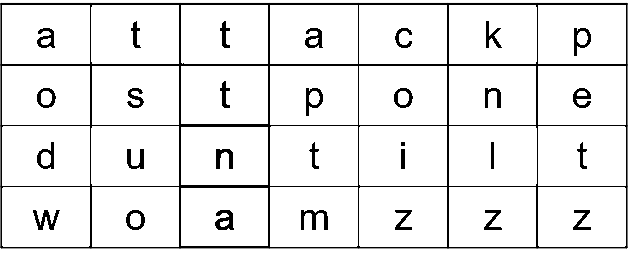 a t t a c k p
o s t p o n e
d u n t i l t
w o a m z z z